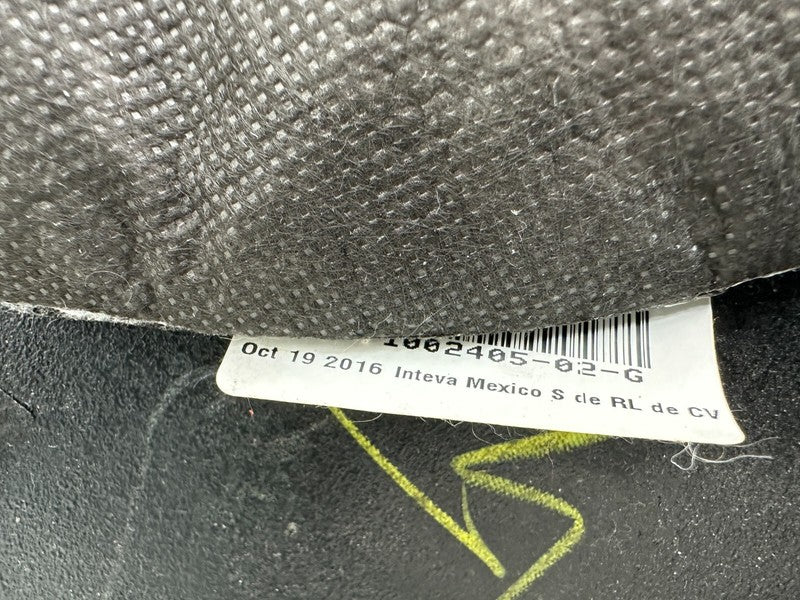 1002405-02-G
Oct 19 2016 Inteva Mexico S de RL de CV